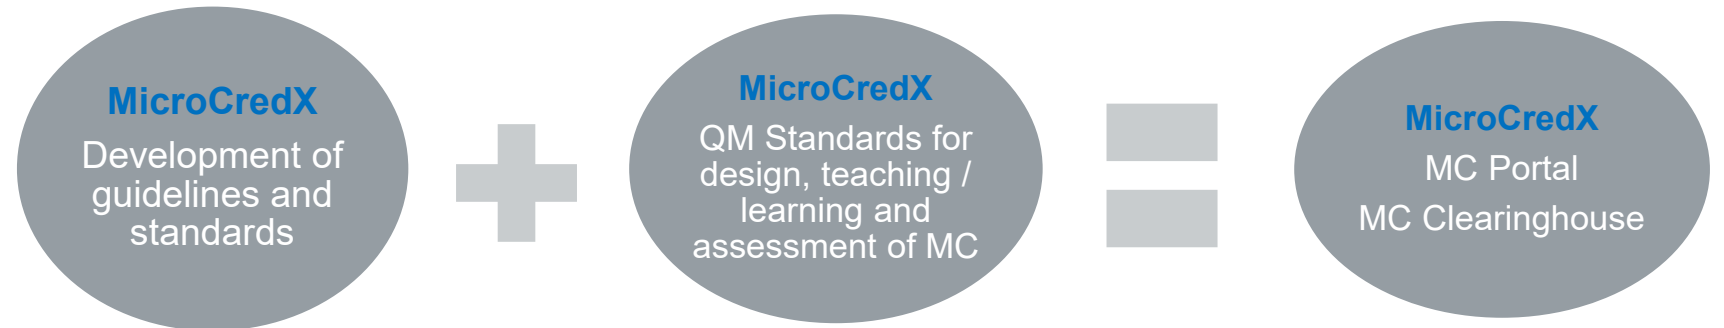 MicroCredX
Development of
guidelines and
standards
MicroCredX
QM Standards for
design, teaching /
learning and
assessment of MC
MicroCredX
MC Portal
MC Clearinghouse